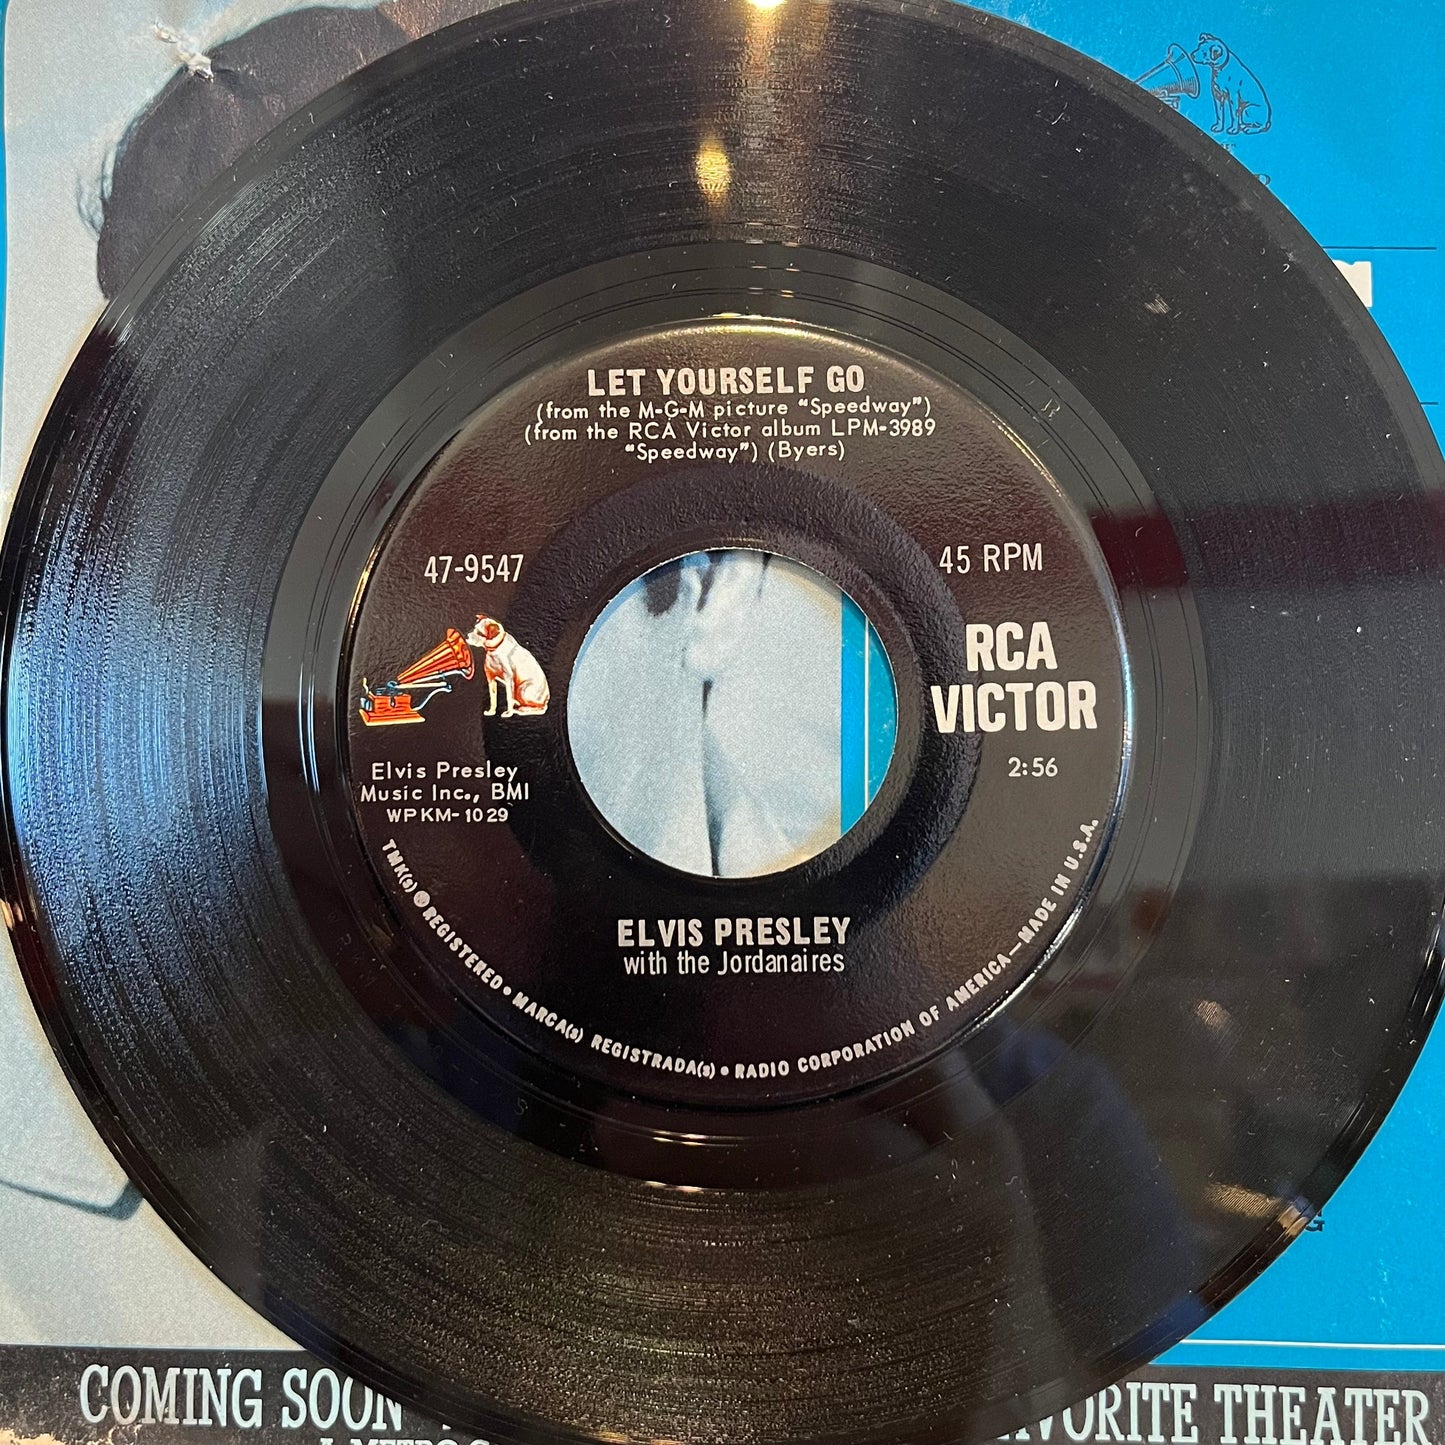 LET YOURSELF GO
(from the M-G-M picture "Speedway")
(from the RCA Victor album LPM-3989
"Speedway") (Byers)
47-9547
45 RPM
RCA
VICTOR
2:56
Elvis Presley
Music Inc., BMI
WPKM-1029
ELVIS PRESLEY
with the Jordanaires
TMK(s) ® REGISTERED • MARCA(s) REGISTRADA(s) • RADIO CORPORATION OF AMERICA—MADE IN U.S.A.
COMING SOON
THEATER